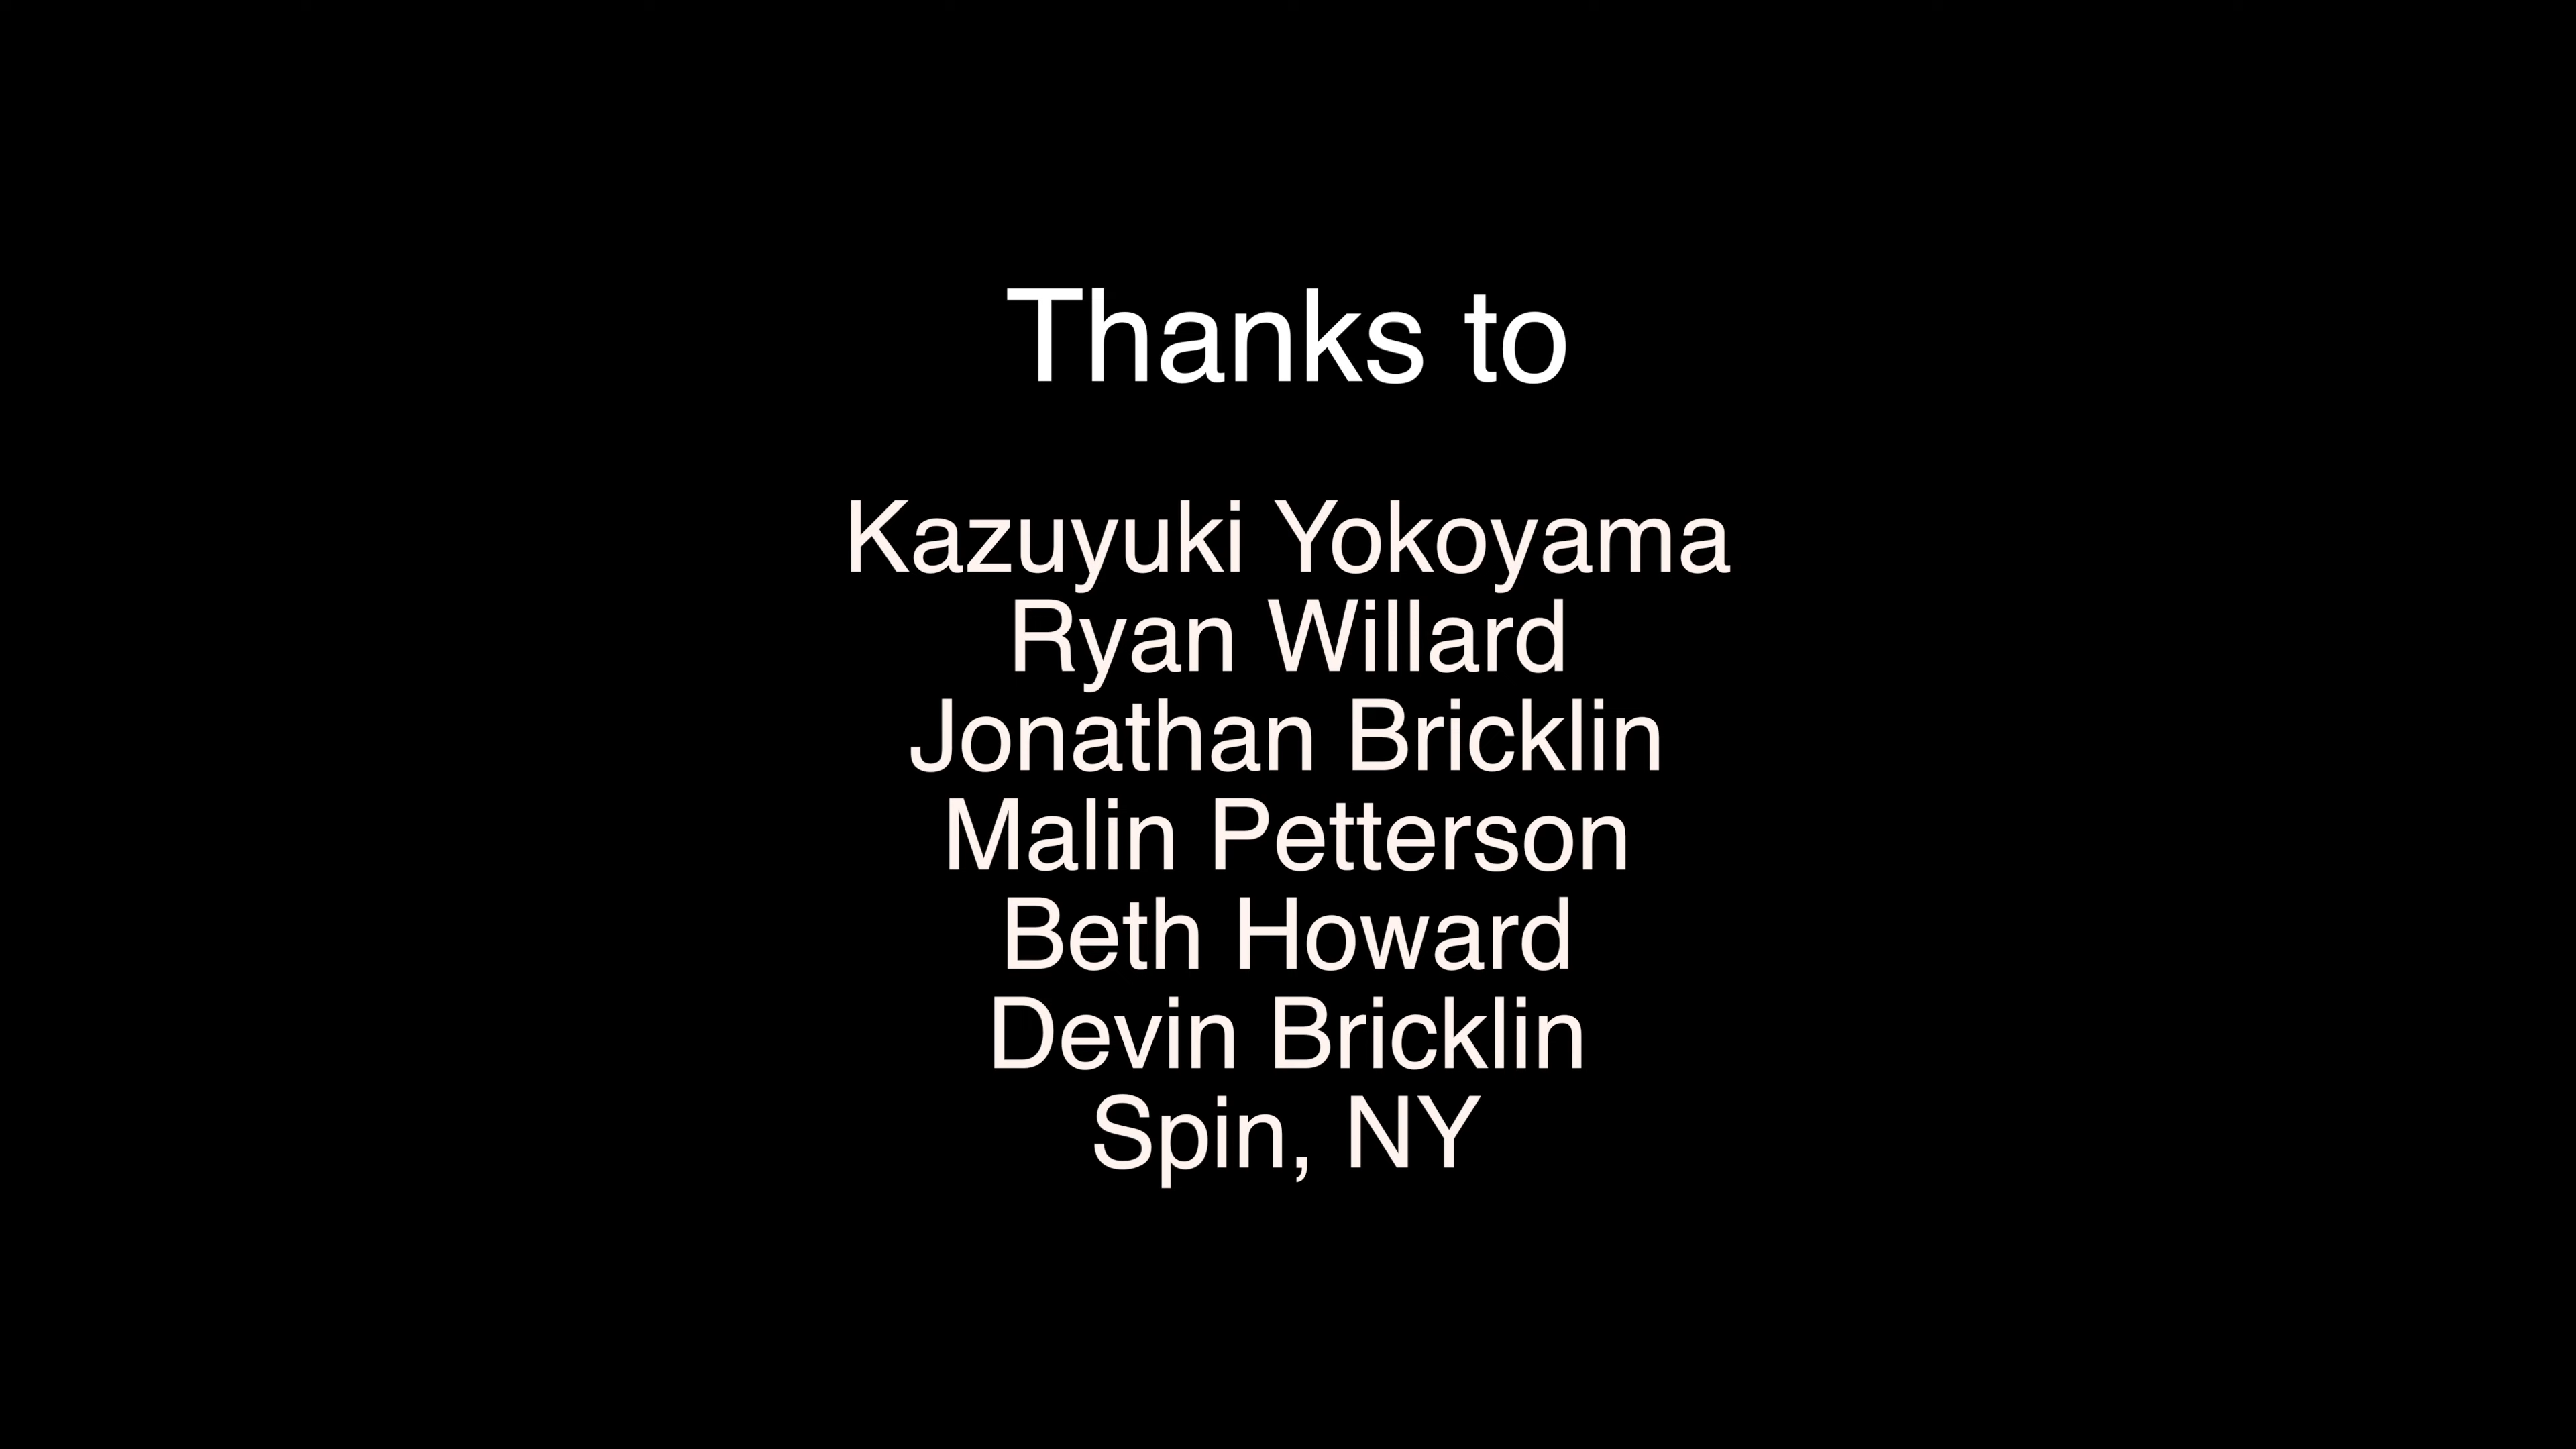 Thanks to
Kazuyuki Yokoyama
Ryan Willard
Jonathan Bricklin
Malin Petterson
Beth Howard
Devin Bricklin
Spin, NY